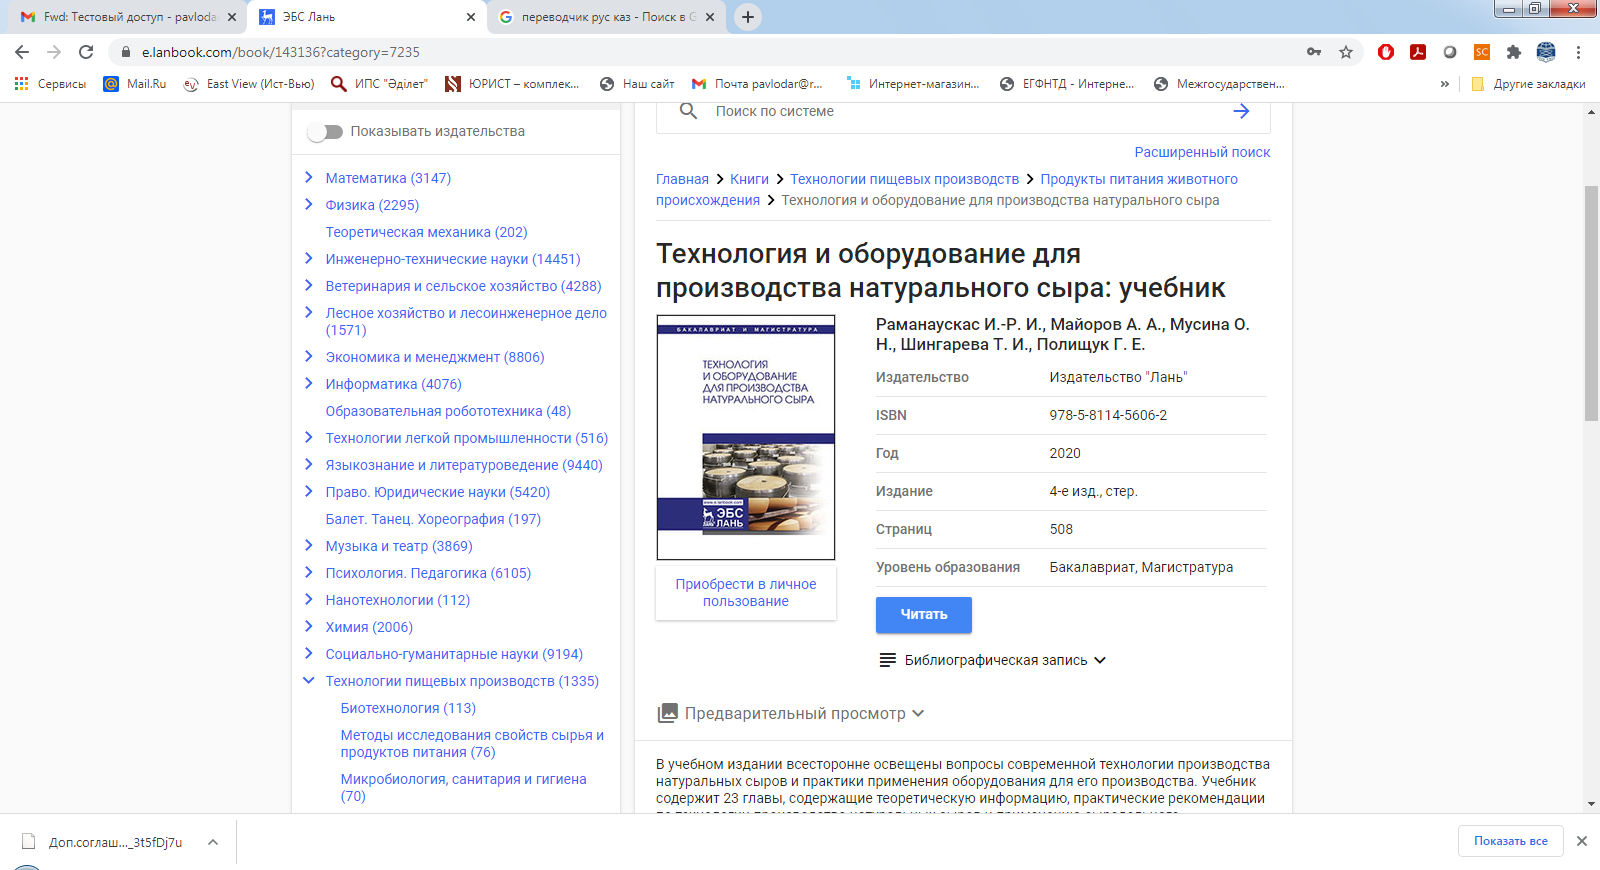 Fwd: Тестовый доступ - pavloda
ЭБС Лань
переводчик рус каз - Поиск в G
e.lanbook.com/book/143136?category=7235
Сервисы
Mail.Ru
East View (Ист-Вью)
ИПС "Әділет"
ЮРИСТ – комплек...
Наш сайт
Почта pavlodar@r...
Интернет-магазин...
ЕГФНТД - Интерне...
Межгосударствен...
»
Другие закладки
Показывать издательства
Математика (3147)
Физика (2295)
Теоретическая механика (202)
Инженерно-технические науки (14451)
Ветеринария и сельское хозяйство (4288)
Лесное хозяйство и лесоинженерное дело
(1571)
Экономика и менеджмент (8806)
Информатика (4076)
Образовательная робототехника (48)
Технологии легкой промышленности (516)
Языкознание и литературоведение (9440)
Право. Юридические науки (5420)
Балет. Танец. Хореография (197)
Музыка и театр (3869)
Психология. Педагогика (6105)
Нанотехнологии (112)
Химия (2006)
Социально-гуманитарные науки (9194)
Технологии пищевых производств (1335)
Биотехнология (113)
Методы исследования свойств сырья и
продуктов питания (76)
Микробиология, санитария и гигиена
(70)
Поиск по системе
Расширенный поиск
Главная > Книги > Технологии пищевых производств > Продукты питания животного
происхождения > Технология и оборудование для производства натурального сыра
Технология и оборудование для
производства натурального сыра: учебник
БАКАЛАВРИАТ И МАГИСТРАТУРА
ТЕХНОЛОГИЯ
И ОБОРУДОВАНИЕ
ДЛЯ ПРОИЗВОДСТВА
НАТУРАЛЬНОГО СЫРА
www.e.lanbook.com
ЭБС
ЛАНЬ
Приобрести в личное
пользование
Раманаускас И.-Р. И., Майоров А. А., Мусина О.
Н., Шингарева Т. И., Полищук Г. Е.
Издательство Издательство "Лань"
ISBN 978-5-8114-5606-2
Год 2020
Издание 4-е изд., стер.
Страниц 508
Уровень образования Бакалавриат, Магистратура
Читать
Библиографическая запись
Предварительный просмотр
В учебном издании всесторонне освещены вопросы современной технологии производства
натуральных сыров и практики применения оборудования для его производства. Учебник
содержит 23 главы, содержащие теоретическую информацию, практические рекомендации
Доп.соглаш..._3t5fDj7u
Показать все